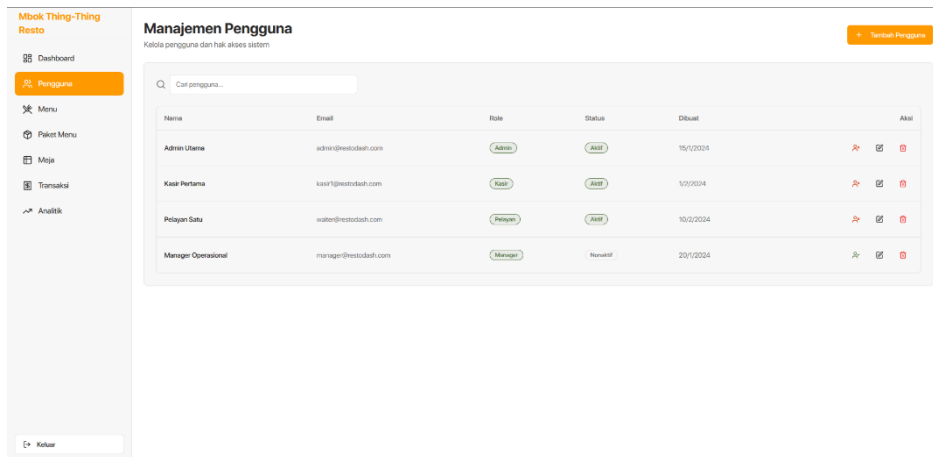 Mbok Thing-Thing
Resto
Dashboard
Pengguna
Menu
Paket Menu
Meja
Transaksi
Analitik
Keluar
Manajemen Pengguna
Kelola pengguna dan hak akses sistem
+ Tambah Pengguna
Cari pengguna...
Nama Email Role Status Dibuat Aksi
Admin Utama admin@restodash.com Admin Aktif 15/1/2024
Kasir Pertama kasir1@restodash.com Kasir Aktif 1/2/2024
Pelayan Satu waiter@restodash.com Pelayan Aktif 10/2/2024
Manager Operasional manager@restodash.com Manager Nonaktif 20/1/2024